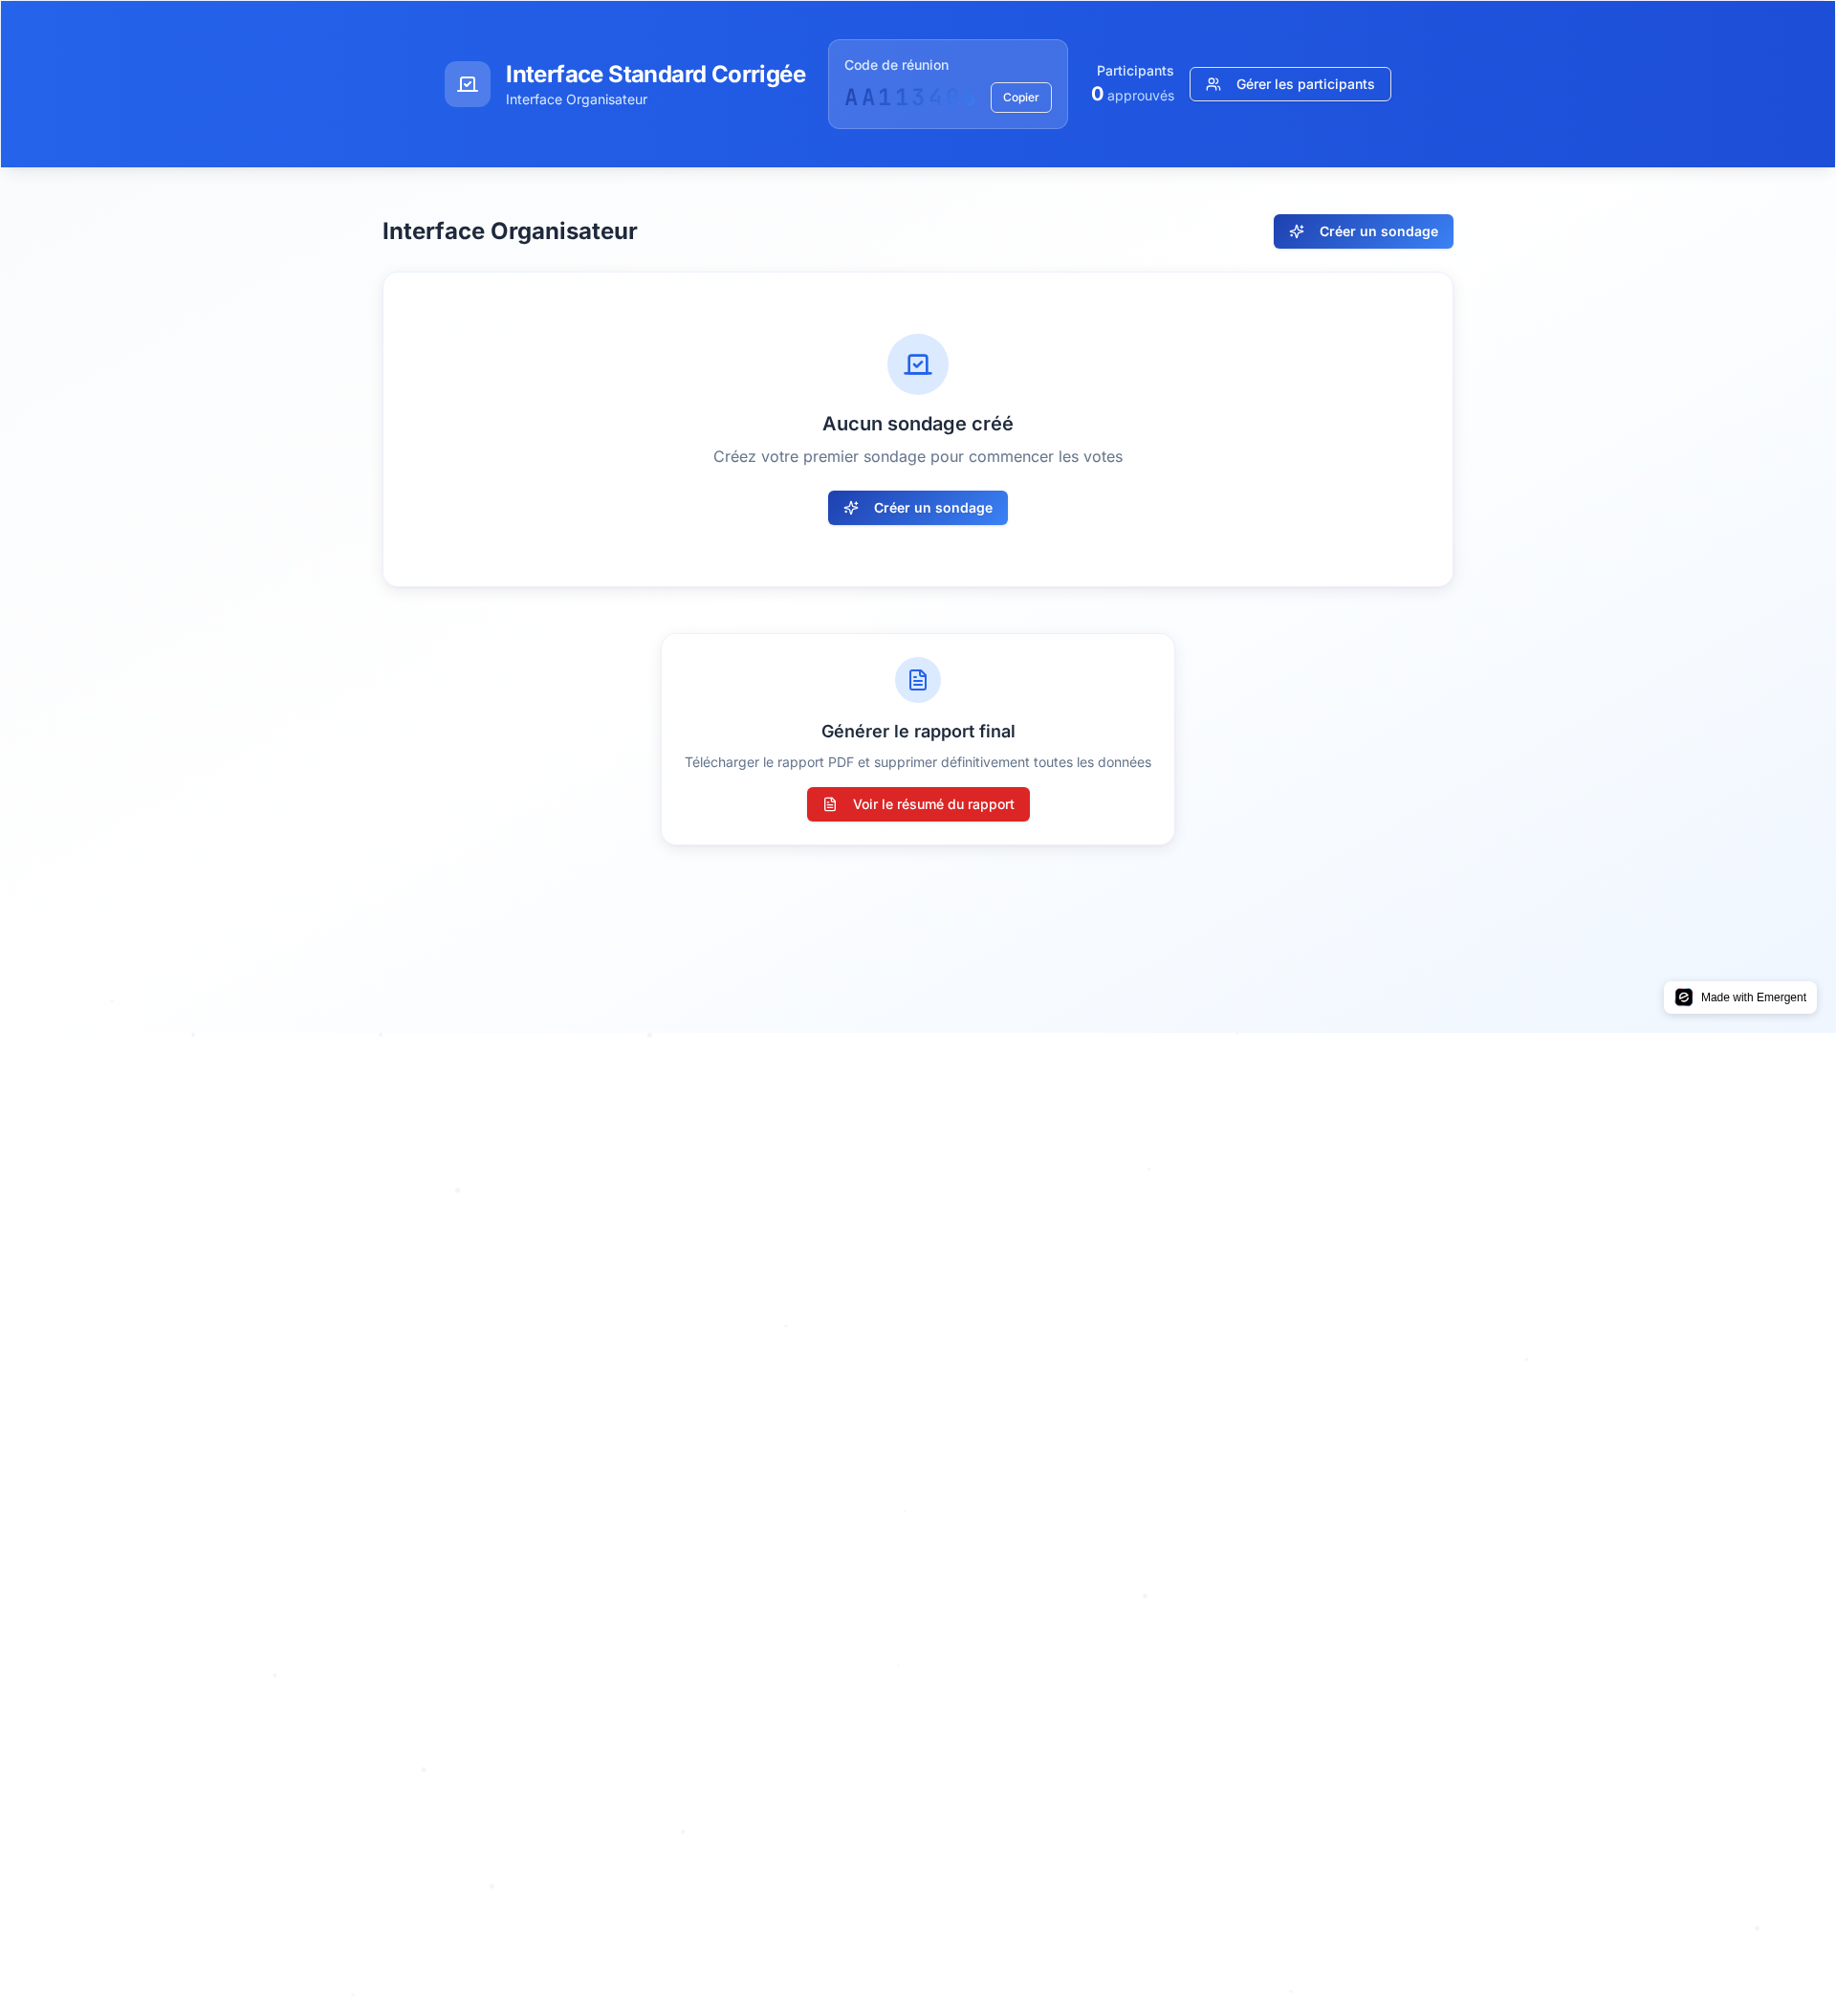 Interface Standard Corrigée
Interface Organisateur
Code de réunion
Copier
Participants
0 approuvés
Gérer les participants
Interface Organisateur
Créer un sondage
Aucun sondage créé
Créez votre premier sondage pour commencer les votes
Créer un sondage
Générer le rapport final
Télécharger le rapport PDF et supprimer définitivement toutes les données
Voir le résumé du rapport
Made with Emergent